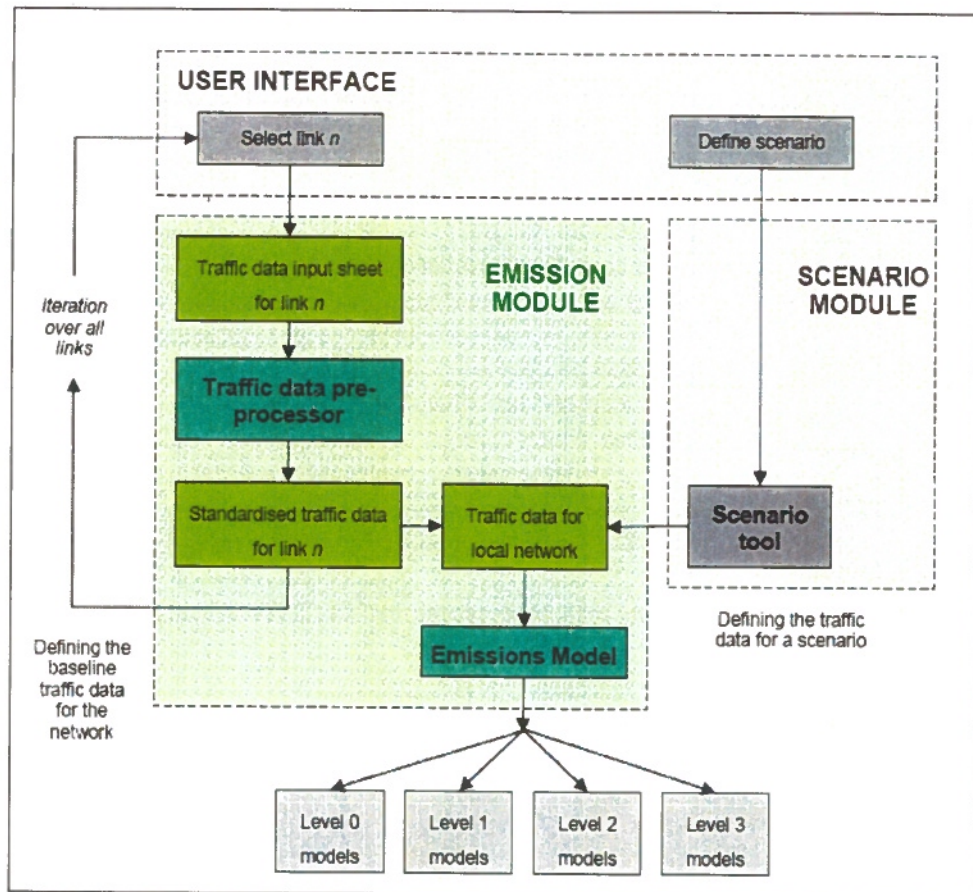 USER INTERFACE
Select link n
Define scenario
Traffic data input sheet
for link n
EMISSION
MODULE
SCENARIO
MODULE
Iteration
over all
links
Traffic data pre-
processor
Standardised traffic data
for link n
Traffic data for
local network
Scenario
tool
Defining the traffic
data for a scenario
Emissions Model
Defining the
baseline
traffic data
for the
network
Level 0
models
Level 1
models
Level 2
models
Level 3
models